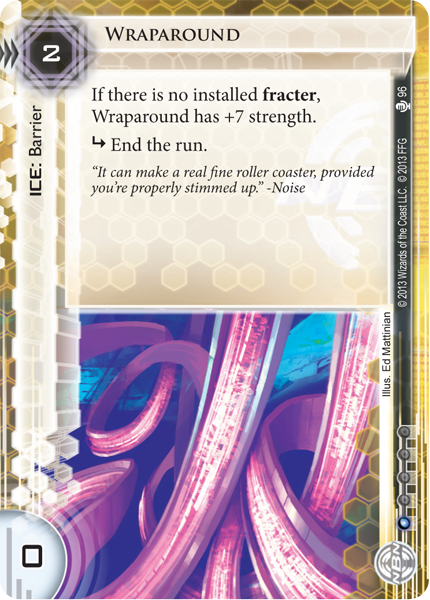 WRAPAROUND
2
ICE: Barrier
If there is no installed fracter,
Wraparound has +7 strength.
End the run.
“It can make a real fine roller coaster, provided
you’re properly stimmed up.” -Noise
© 2013 Wizards of the Coast LLC. © 2013 FFG 96
Illus. Ed Mattinian
0
NBN